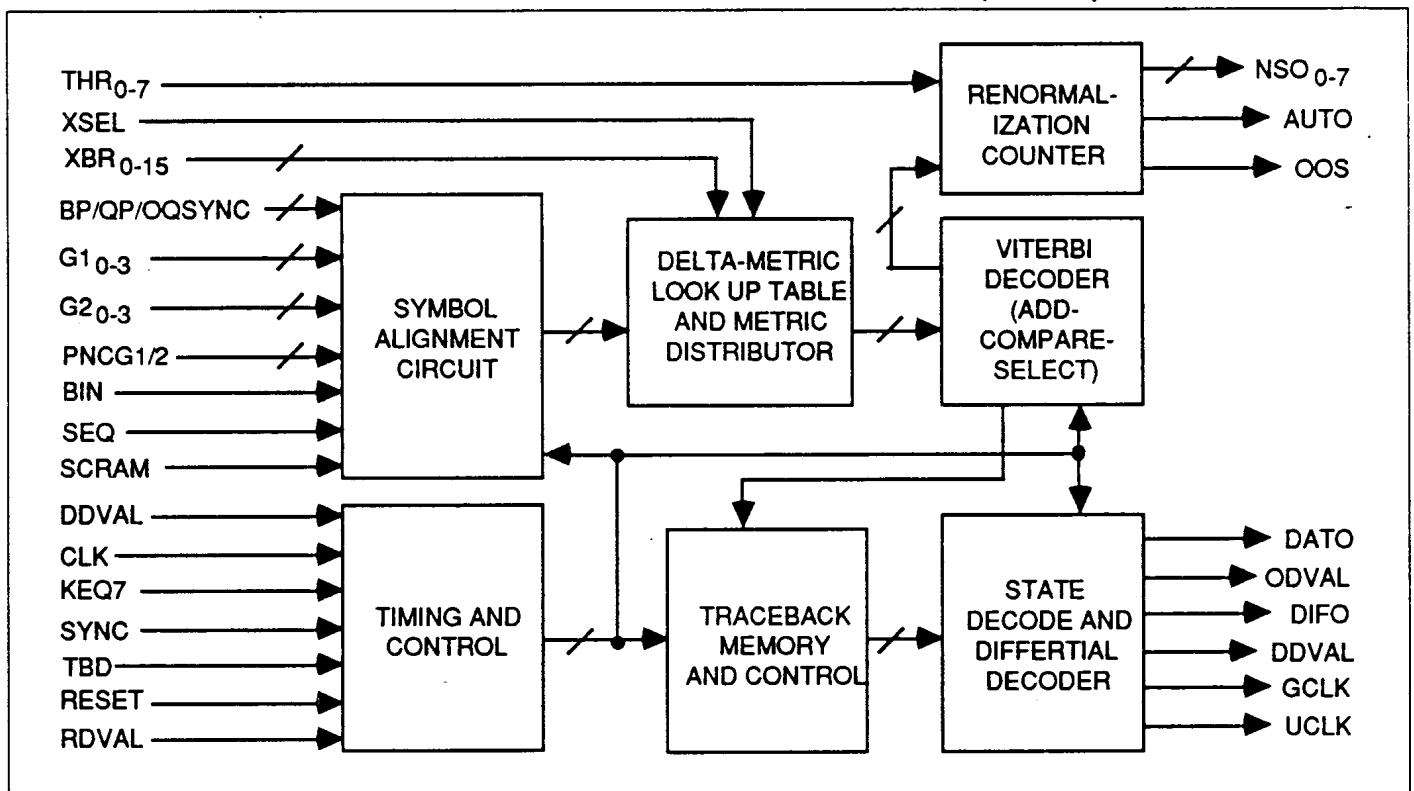 THR0-7
XSEL
XBR0-15
BP/QP/OQSYNC
G10-3
G20-3
PNCG1/2
BIN
SEQ
SCRAM
DDVAL
CLK
KEQ7
SYNC
TBD
RESET
RDVAL
SYMBOL
ALIGNMENT
CIRCUIT
TIMING AND
CONTROL
DELTA-METRIC
LOOK UP TABLE
AND METRIC
DISTRIBUTOR
TRACEBACK
MEMORY
AND CONTROL
RENORMAL-
IZATION
COUNTER
VITERBI
DECODER
(ADD-
COMPARE-
SELECT)
STATE
DECODE AND
DIFFERTIAL
DECODER
NSO0-7
AUTO
OOS
DATO
ODVAL
DIFO
DDVAL
GCLK
UCLK